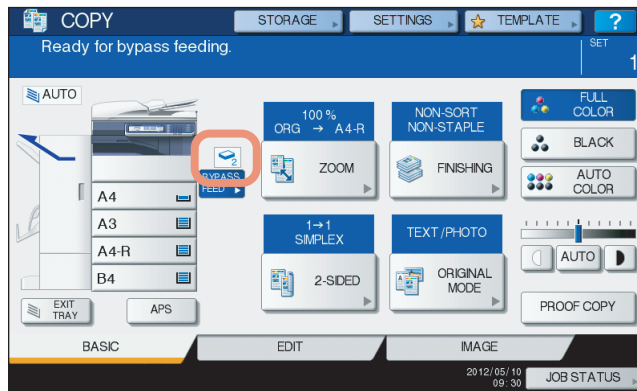 COPY
STORAGE
SETTINGS
TEMPLATE
?
Ready for bypass feeding.
SET
1
AUTO
100 %
ORG → A4-R
NON-SORT
NON-STAPLE
FULL
COLOR
BLACK
2
BYPASS
FEED
ZOOM
FINISHING
AUTO
COLOR
A4
A3
A4-R
B4
1→1
SIMPLEX
TEXT/PHOTO
2-SIDED
ORIGINAL
MODE
AUTO
EXIT
TRAY
APS
PROOF COPY
BASIC
EDIT
IMAGE
2012/05/10
09:30
JOB STATUS